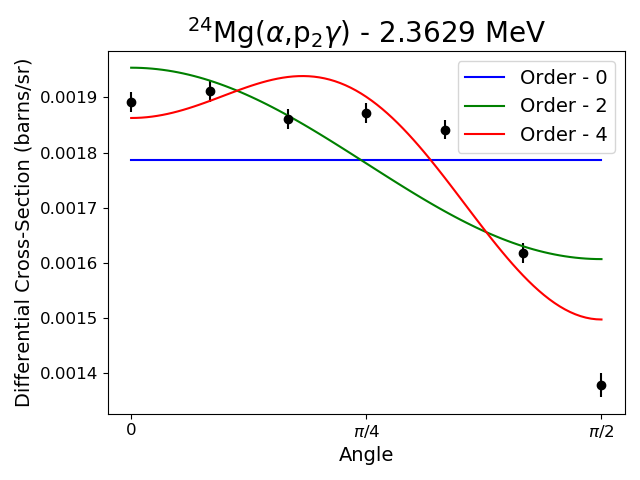 ²⁴Mg(α,p₂γ) - 2.3629 MeV
Differential Cross-Section (barns/sr)
0.0019
0.0018
0.0017
0.0016
0.0015
0.0014
Order - 0
Order - 2
Order - 4
0
π/4
π/2
Angle